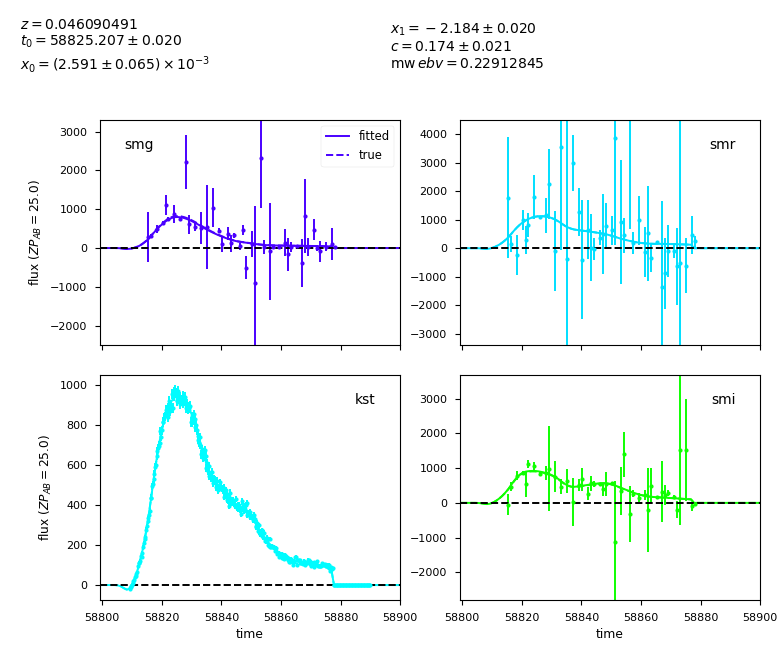 z = 0.046090491
t₀ = 58825.207 ± 0.020
x₀ = (2.591 ± 0.065) × 10⁻³
x₁ = −2.184 ± 0.020
c = 0.174 ± 0.021
mw ebv = 0.22912845
smg
fitted
true
3000
2000
1000
0
−1000
−2000
flux (ZP_AB = 25.0)
smr
4000
3000
2000
1000
0
−1000
−2000
−3000
kst
1000
800
600
400
200
0
flux (ZP_AB = 25.0)
58800 58820 58840 58860 58880 58900
time
smi
3000
2000
1000
0
−1000
−2000
58800 58820 58840 58860 58880 58900
time